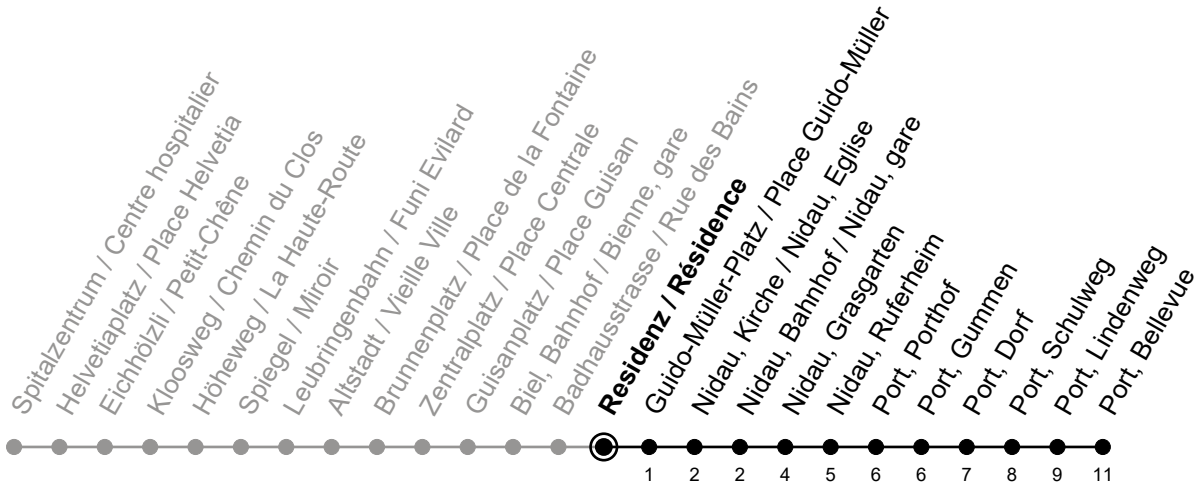 Spitalzentrum / Centre hospitalier
Helvetiaplatz / Place Helvetia
Eichhölzli / Petit-Chêne
Kloosweg / Chemin du Clos
Höheweg / La Haute-Route
Spiegel / Miroir
Leubringenbahn / Funi Evilard
Altstadt / Vieille Ville
Brunnenplatz / Place de la Fontaine
Zentralplatz / Place Centrale
Guisanplatz / Place Guisan
Biel, Bahnhof / Bienne, gare
Badhausstrasse / Rue des Bains
Residenz / Résidence
Guido-Müller-Platz / Place Guido-Müller
Nidau, Kirche / Nidau, Eglise
Nidau, Bahnhof / Nidau, gare
Nidau, Grasgarten
Nidau, Ruferheim
Port, Porthof
Port, Gummen
Port, Dorf
Port, Schulweg
Port, Lindenweg
Port, Bellevue
1 2 2 4 5 6 6 7 8 9 11